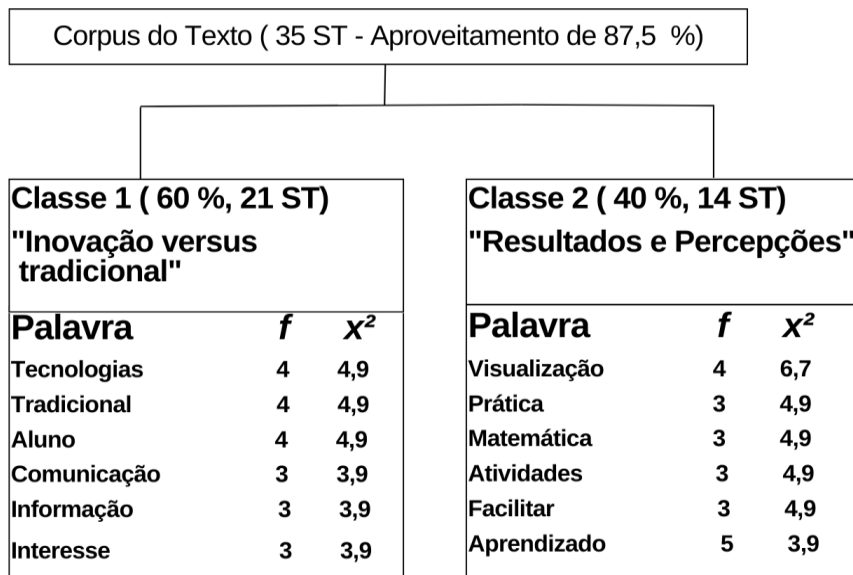 Corpus do Texto ( 35 ST - Aproveitamento de 87,5 %)
Classe 1 ( 60 %, 21 ST)
"Inovação versus
tradicional"
Palavra f x²
Tecnologias 4 4,9
Tradicional 4 4,9
Aluno 4 4,9
Comunicação 3 3,9
Informação 3 3,9
Interesse 3 3,9
Classe 2 ( 40 %, 14 ST)
"Resultados e Percepções"
Palavra f x²
Visualização 4 6,7
Prática 3 4,9
Matemática 3 4,9
Atividades 3 4,9
Facilitar 3 4,9
Aprendizado 5 3,9